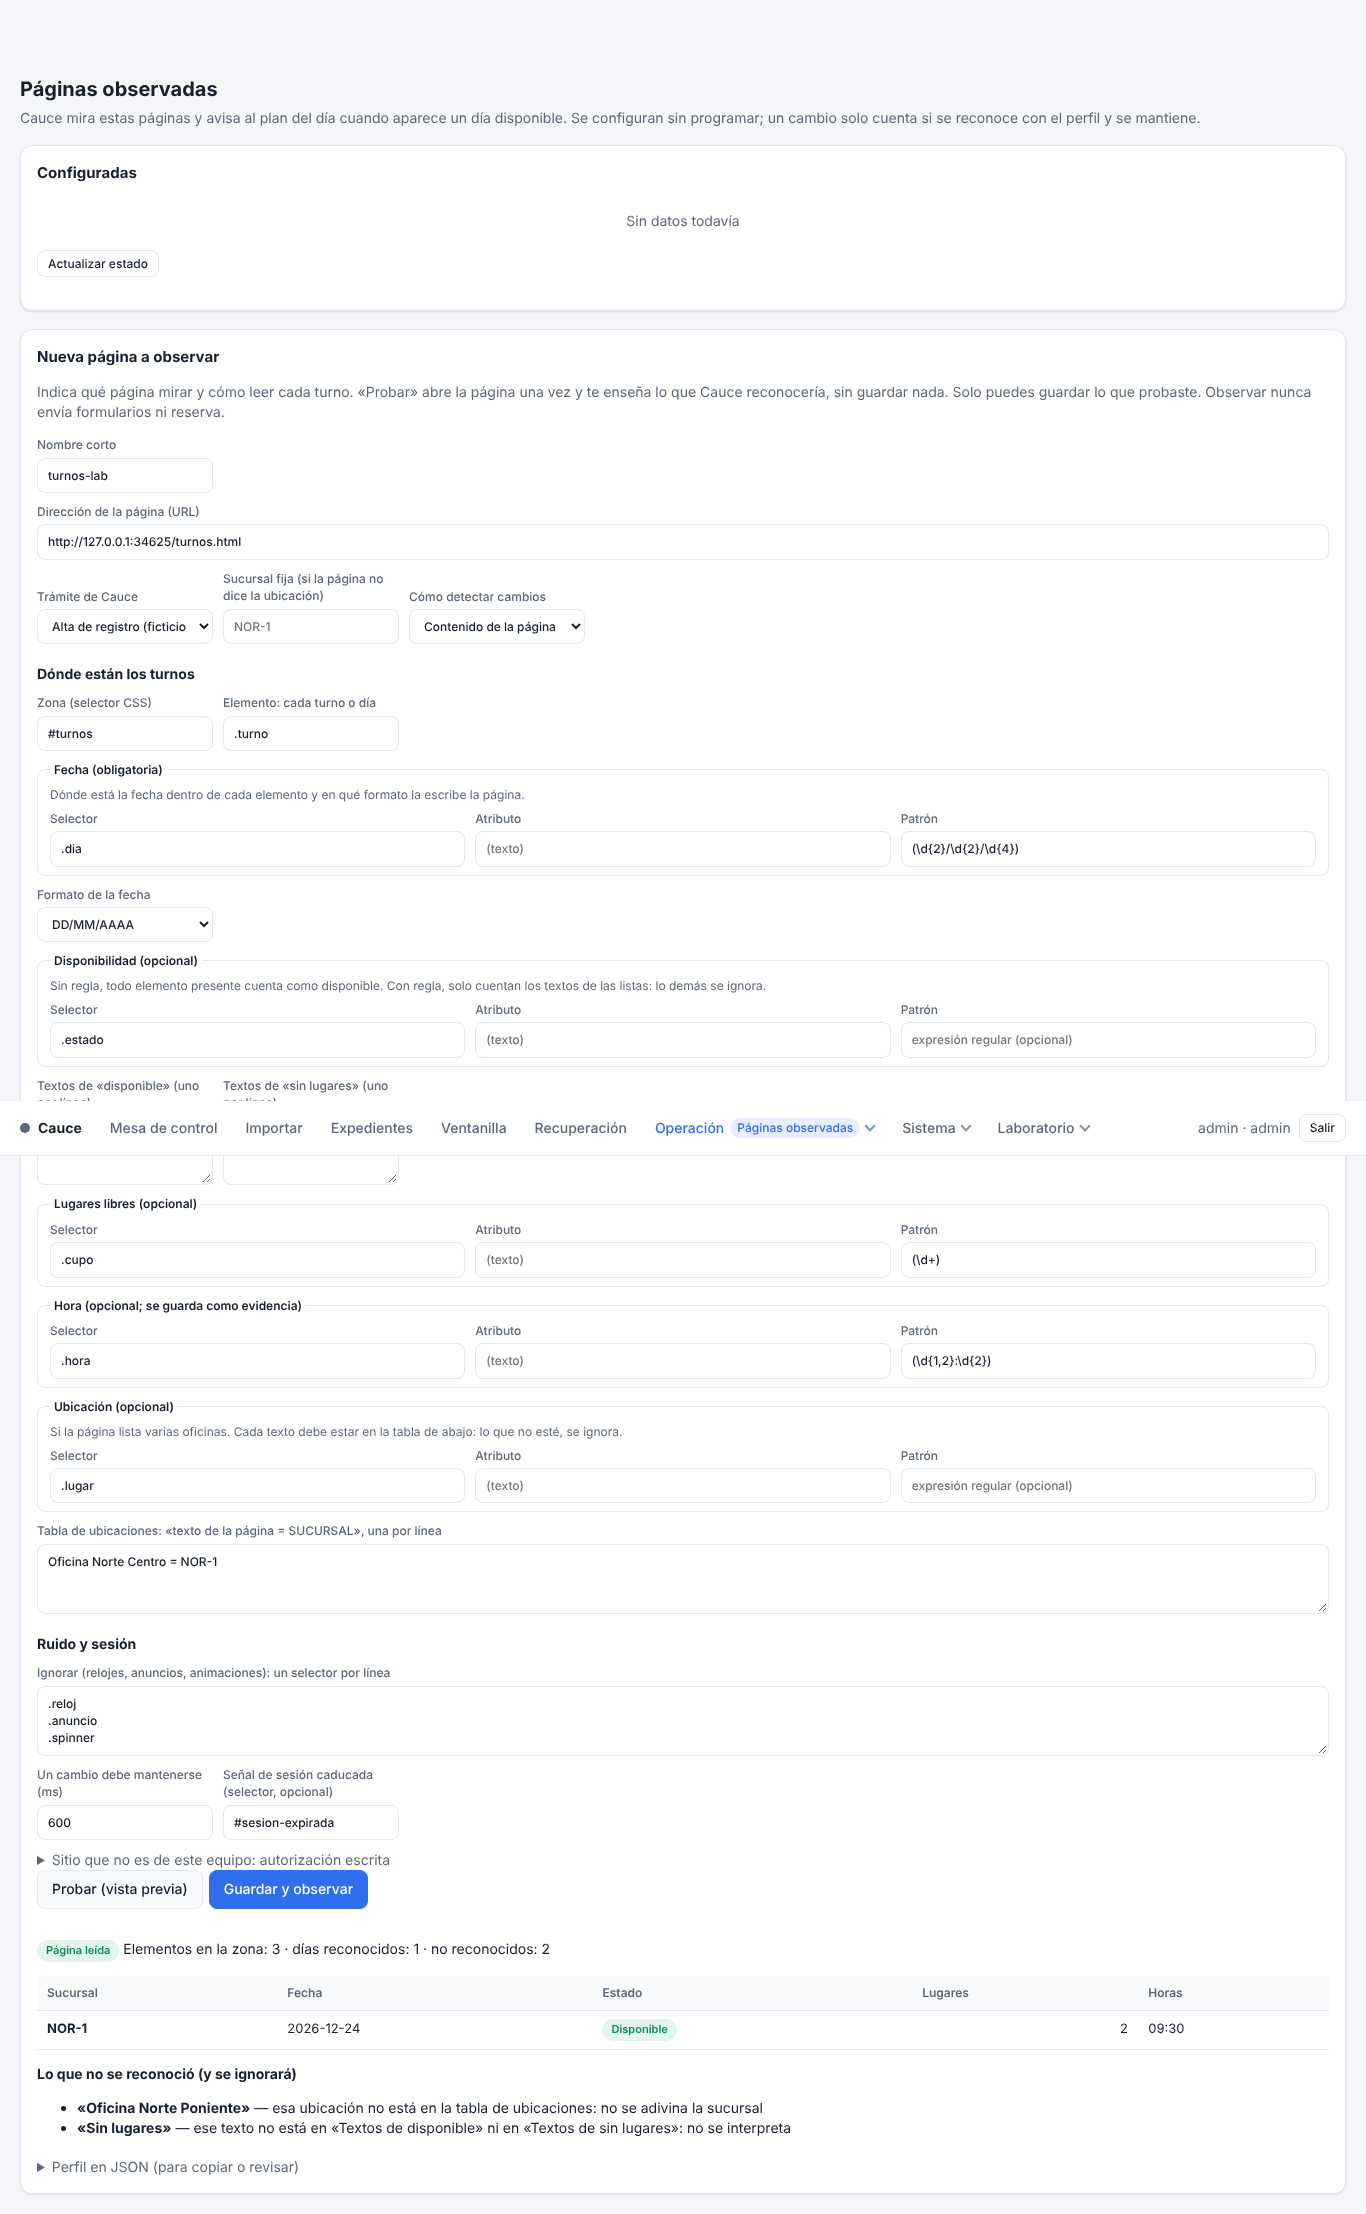 Páginas observadas
Cauce mira estas páginas y avisa al plan del día cuando aparece un día disponible. Se configuran sin programar; un cambio solo cuenta si se reconoce con el perfil y se mantiene.
Configuradas
Sin datos todavía
Actualizar estado
Nueva página a observar
Indica qué página mirar y cómo leer cada turno. «Probar» abre la página una vez y te enseña lo que Cauce reconocería, sin guardar nada. Solo puedes guardar lo que probaste. Observar nunca
envía formularios ni reserva.
Nombre corto
turnos-lab
Dirección de la página (URL)
http://127.0.0.1:34625/turnos.html
Trámite de Cauce
Sucursal fija (si la página no
dice la ubicación)
Cómo detectar cambios
Alta de registro (ficticio
NOR-1
Contenido de la página
Dónde están los turnos
Zona (selector CSS)
Elemento: cada turno o día
#turnos
.turno
Fecha (obligatoria)
Dónde está la fecha dentro de cada elemento y en qué formato la escribe la página.
Selector
Atributo
Patrón
.dia
(texto)
(\d{2}/\d{2}/\d{4})
Formato de la fecha
DD/MM/AAAA
Disponibilidad (opcional)
Sin regla, todo elemento presente cuenta como disponible. Con regla, solo cuentan los textos de las listas: lo demás se ignora.
Selector
Atributo
Patrón
.estado
(texto)
expresión regular (opcional)
Textos de «disponible» (uno
Textos de «sin lugares» (uno
Cauce
Mesa de control
Importar
Expedientes
Ventanilla
Recuperación
Operación
Páginas observadas
Sistema
Laboratorio
admin · admin
Salir
Lugares libres (opcional)
Selector
Atributo
Patrón
.cupo
(texto)
(\d+)
Hora (opcional; se guarda como evidencia)
Selector
Atributo
Patrón
.hora
(texto)
(\d{1,2}:\d{2})
Ubicación (opcional)
Si la página lista varias oficinas. Cada texto debe estar en la tabla de abajo: lo que no esté, se ignora.
Selector
Atributo
Patrón
.lugar
(texto)
expresión regular (opcional)
Tabla de ubicaciones: «texto de la página = SUCURSAL», una por línea
Oficina Norte Centro = NOR-1
Ruido y sesión
Ignorar (relojes, anuncios, animaciones): un selector por línea
.reloj
.anuncio
.spinner
Un cambio debe mantenerse
(ms)
Señal de sesión caducada
(selector, opcional)
600
#sesion-expirada
Sitio que no es de este equipo: autorización escrita
Probar (vista previa)
Guardar y observar
Página leída
Elementos en la zona: 3 · días reconocidos: 1 · no reconocidos: 2
Sucursal
Fecha
Estado
Lugares
Horas
NOR-1
2026-12-24
Disponible
2
09:30
Lo que no se reconoció (y se ignorará)
«Oficina Norte Poniente» — esa ubicación no está en la tabla de ubicaciones: no se adivina la sucursal
«Sin lugares» — ese texto no está en «Textos de disponible» ni en «Textos de sin lugares»: no se interpreta
Perfil en JSON (para copiar o revisar)